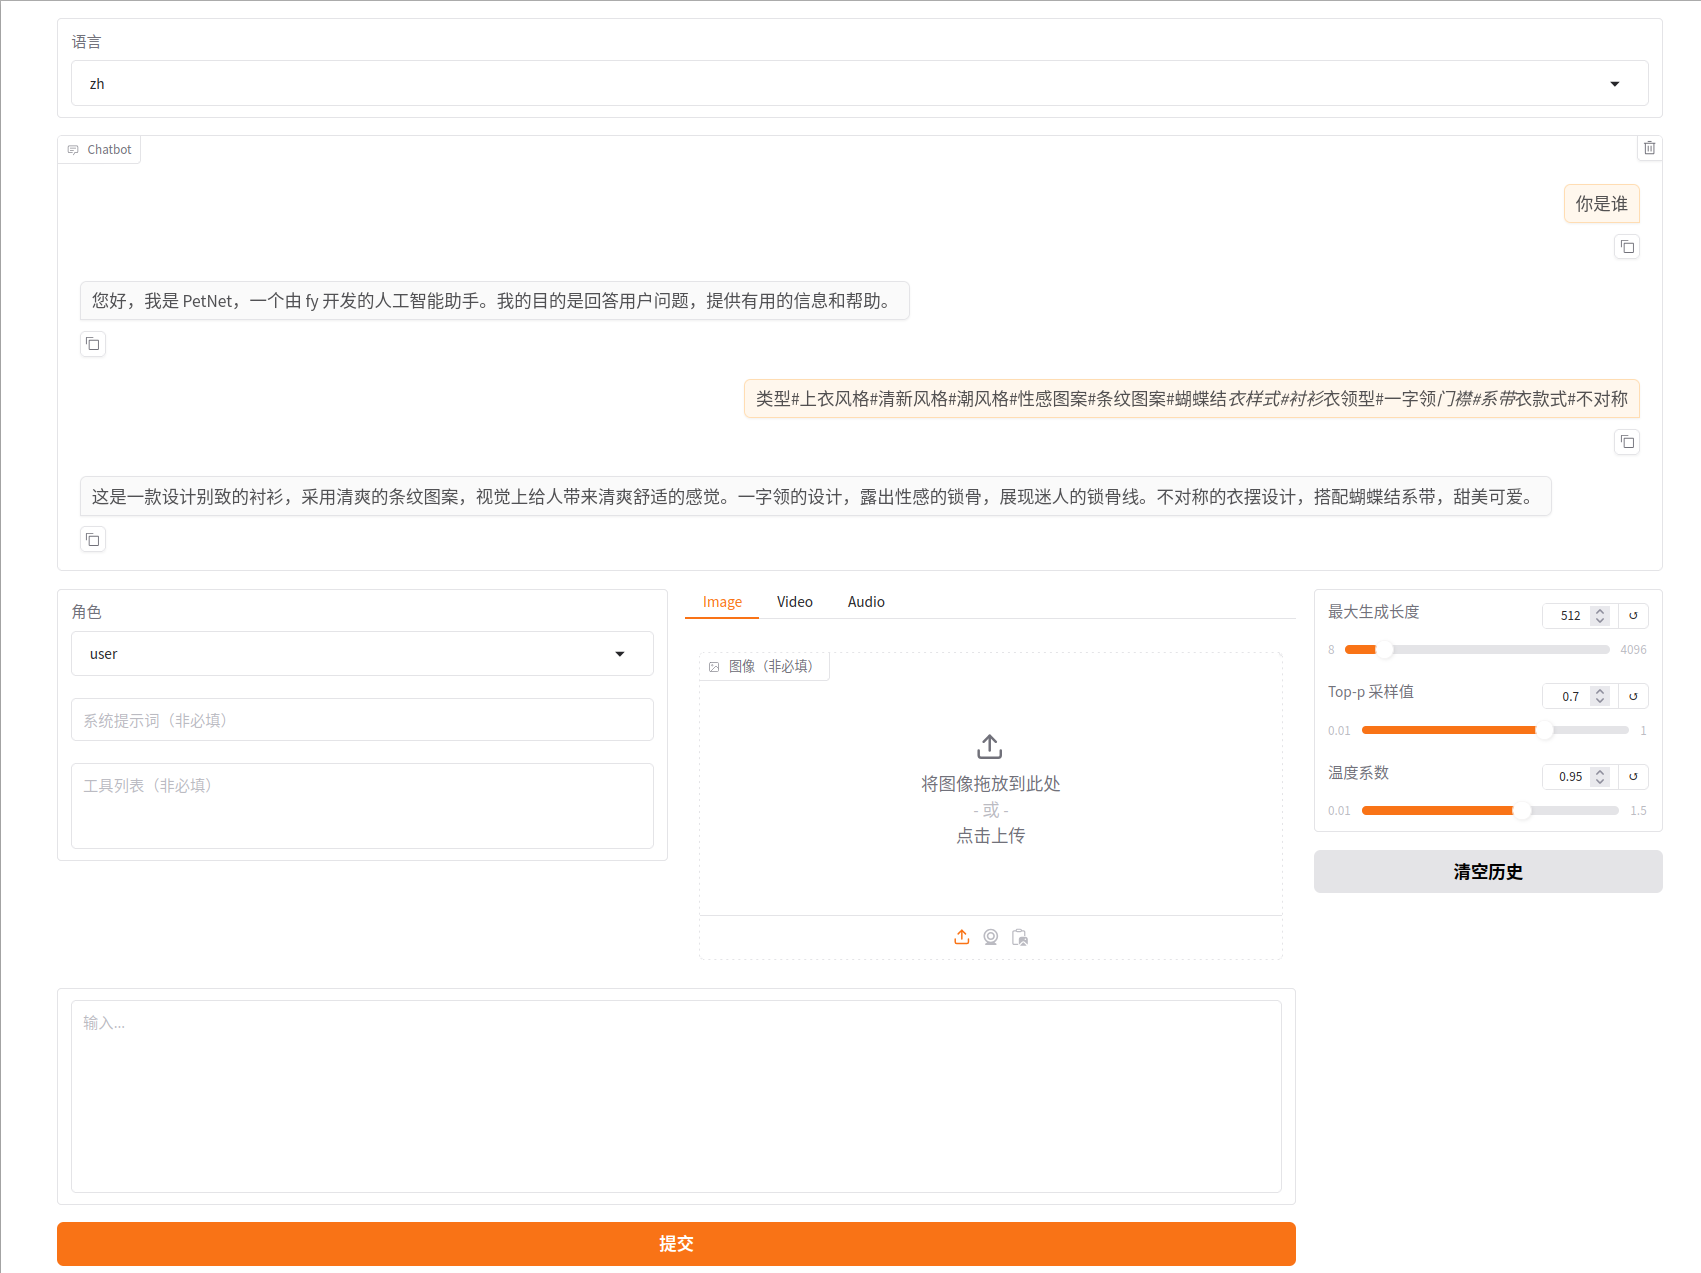 语言
zh
Chatbot
你是谁
您好，我是 PetNet，一个由 fy 开发的人工智能助手。我的目的是回答用户问题，提供有用的信息和帮助。
类型#上衣风格#清新风格#潮风格#性感图案#条纹图案#蝴蝶结衣样式#衬衫衣领型#一字领门襟#系带衣款式#不对称
这是一款设计别致的衬衫，采用清爽的条纹图案，视觉上给人带来清爽舒适的感觉。一字领的设计，露出性感的锁骨，展现迷人的锁骨线。不对称的衣摆设计，搭配蝴蝶结系带，甜美可爱。
角色
user
系统提示词（非必填）
工具列表（非必填）
Image Video Audio
图像（非必填）
将图像拖放到此处
- 或 -
点击上传
最大生成长度
512
8 4096
Top-p 采样值
0.7
0.01 1
温度系数
0.95
0.01 1.5
清空历史
输入...
提交